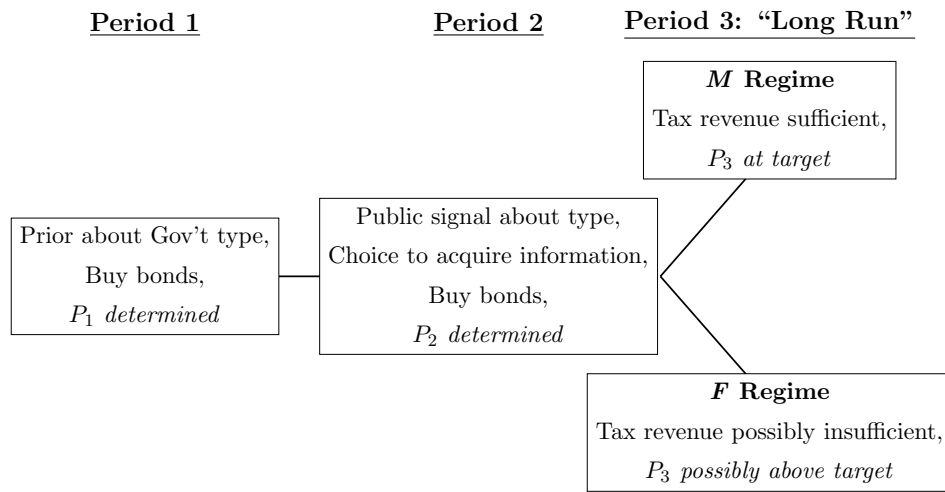 Period 1
Period 2
Period 3: “Long Run”
M Regime
Tax revenue sufficient,
P3 at target
Prior about Gov't type,
Buy bonds,
P1 determined
Public signal about type,
Choice to acquire information,
Buy bonds,
P2 determined
F Regime
Tax revenue possibly insufficient,
P3 possibly above target